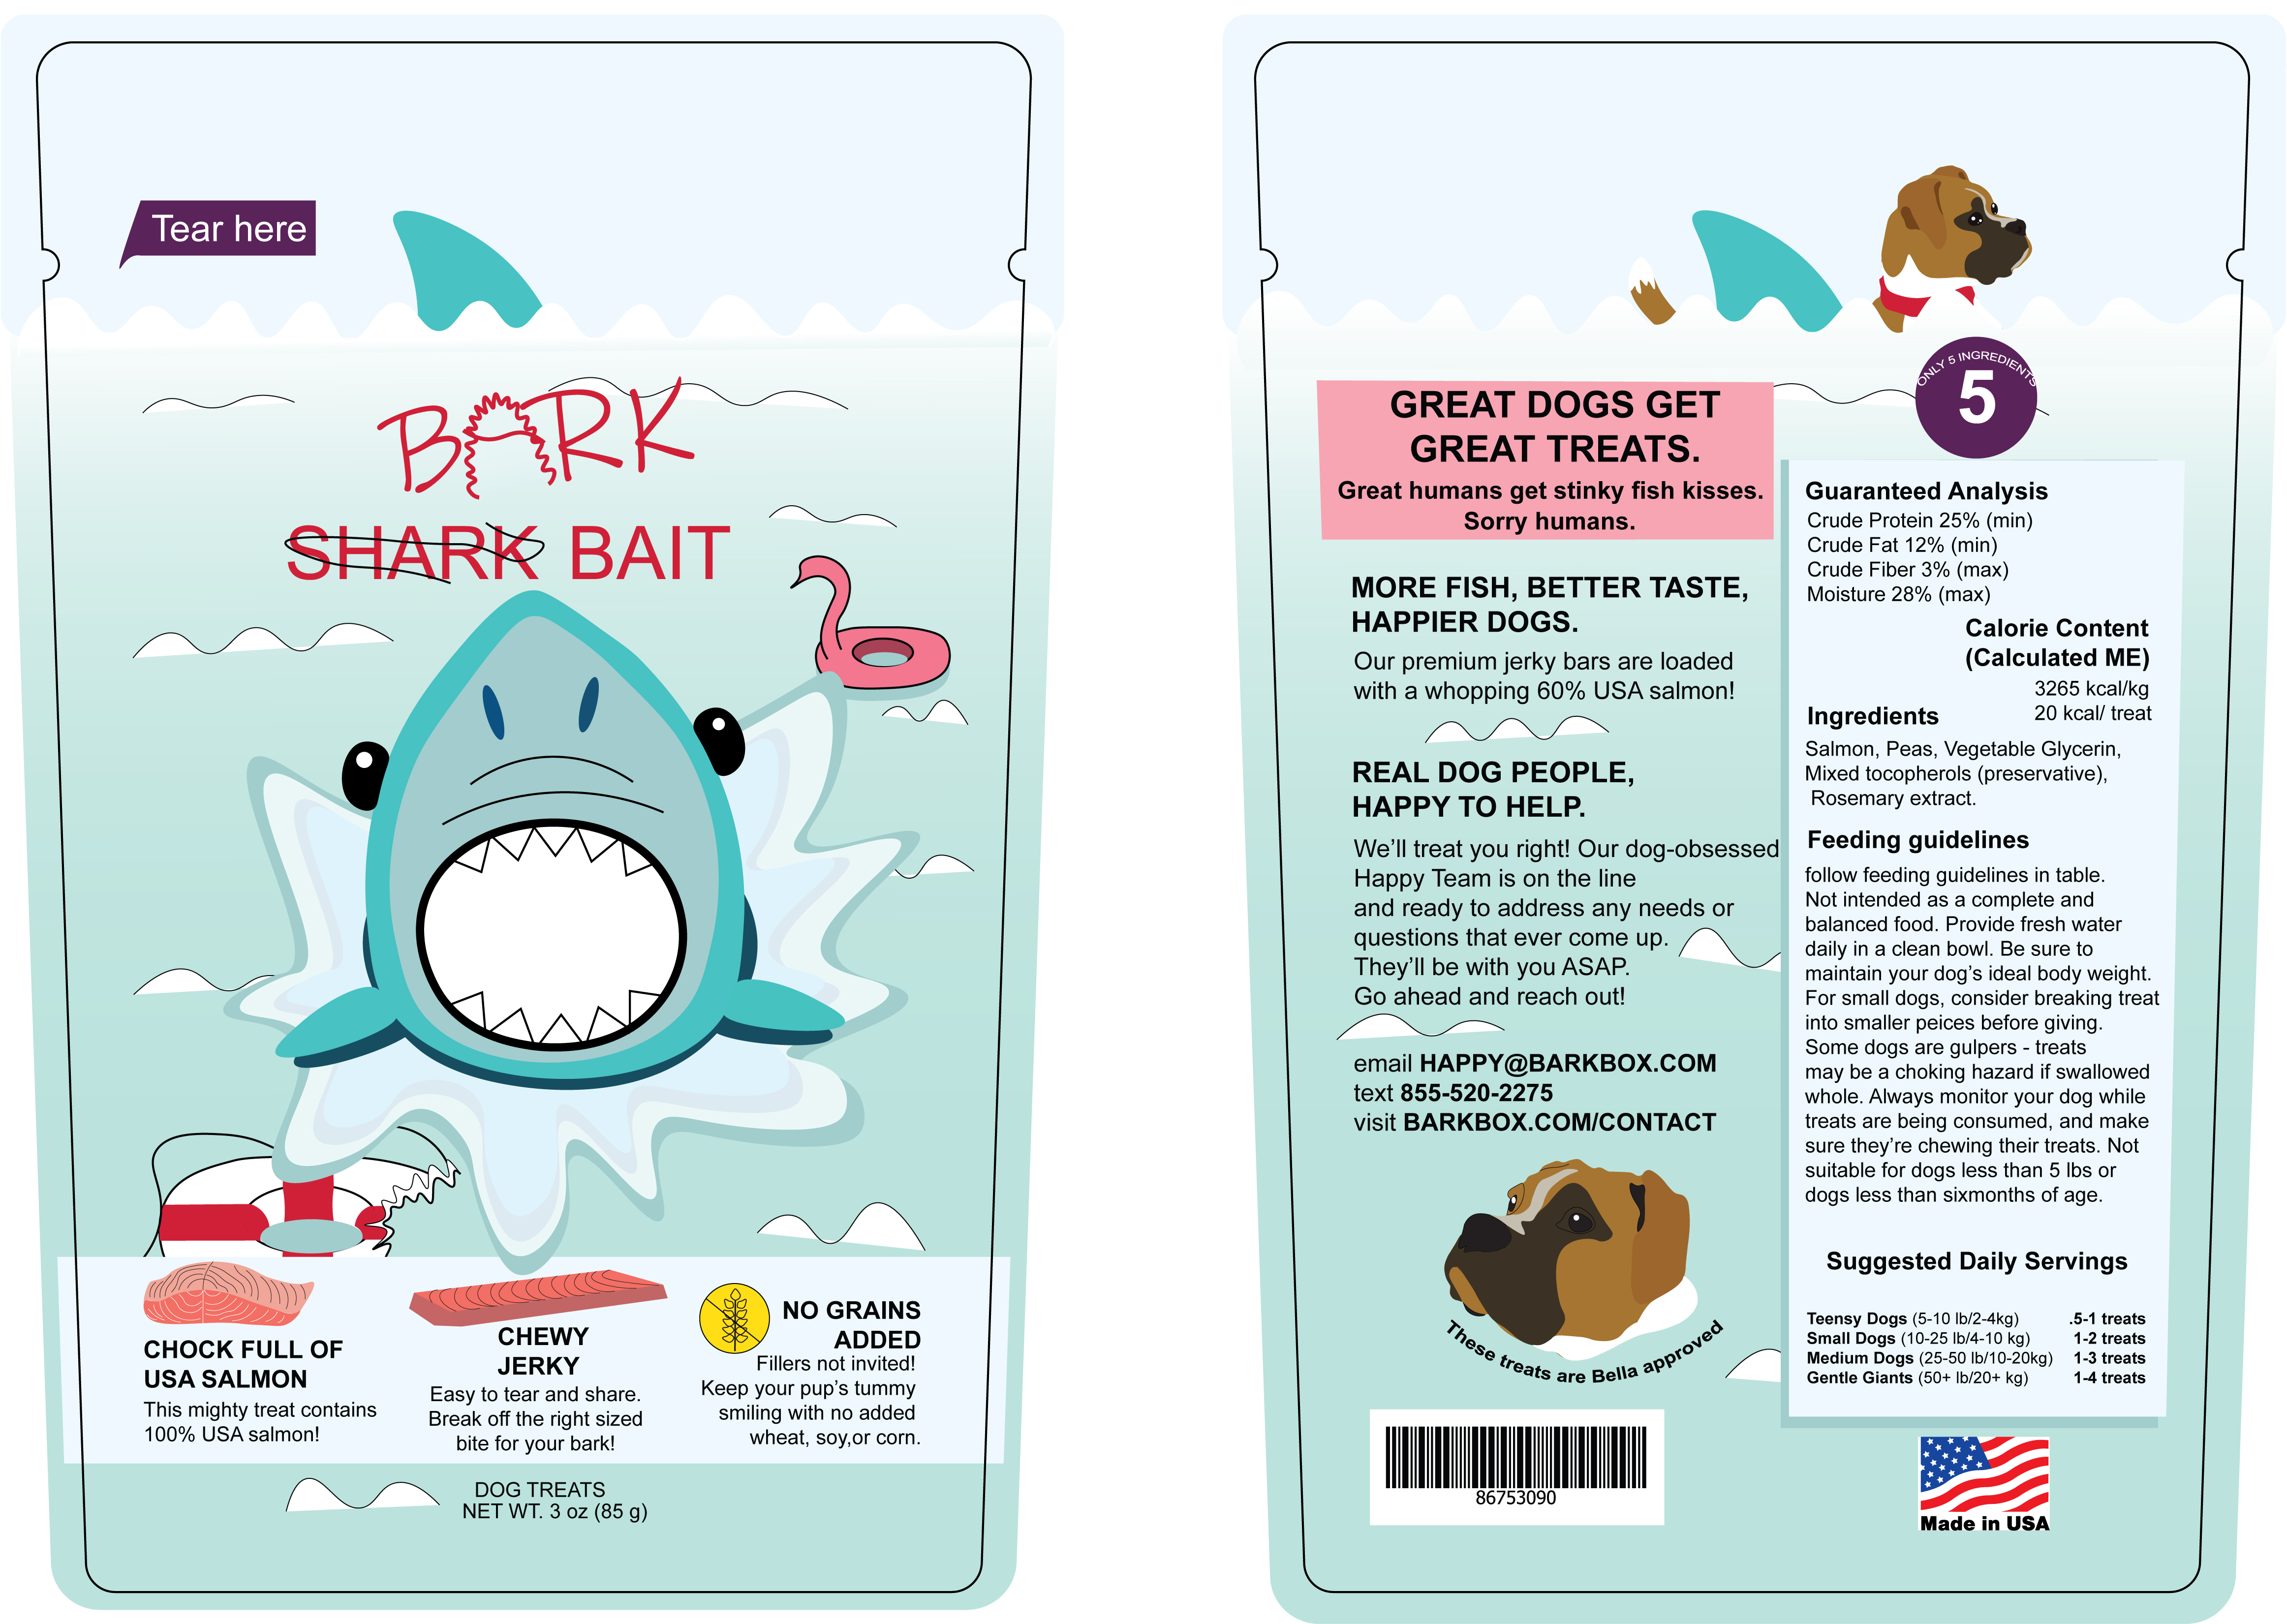 Tear here
BARK
SHARK BAIT
CHOCK FULL OF
USA SALMON
This mighty treat contains
100% USA salmon!
CHEWY
JERKY
Easy to tear and share.
Break off the right sized
bite for your bark!
NO GRAINS
ADDED
Fillers not invited!
Keep your pup’s tummy
smiling with no added
wheat, soy,or corn.
DOG TREATS
NET WT. 3 oz (85 g)
GREAT DOGS GET
GREAT TREATS.
Great humans get stinky fish kisses.
Sorry humans.
MORE FISH, BETTER TASTE,
HAPPIER DOGS.
Our premium jerky bars are loaded
with a whopping 60% USA salmon!
REAL DOG PEOPLE,
HAPPY TO HELP.
We’ll treat you right! Our dog-obsessed
Happy Team is on the line
and ready to address any needs or
questions that ever come up.
They’ll be with you ASAP.
Go ahead and reach out!
email HAPPY@BARKBOX.COM
text 855-520-2275
visit BARKBOX.COM/CONTACT
These treats are Bella approved
86753090
ONLY 5 INGREDIENTS
5
Guaranteed Analysis
Crude Protein 25% (min)
Crude Fat 12% (min)
Crude Fiber 3% (max)
Moisture 28% (max)
Calorie Content
(Calculated ME)
3265 kcal/kg
20 kcal/ treat
Ingredients
Salmon, Peas, Vegetable Glycerin,
Mixed tocopherols (preservative),
Rosemary extract.
Feeding guidelines
follow feeding guidelines in table.
Not intended as a complete and
balanced food. Provide fresh water
daily in a clean bowl. Be sure to
maintain your dog’s ideal body weight.
For small dogs, consider breaking treat
into smaller peices before giving.
Some dogs are gulpers - treats
may be a choking hazard if swallowed
whole. Always monitor your dog while
treats are being consumed, and make
sure they’re chewing their treats. Not
suitable for dogs less than 5 lbs or
dogs less than sixmonths of age.
Suggested Daily Servings
Teensy Dogs (5-10 lb/2-4kg) .5-1 treats
Small Dogs (10-25 lb/4-10 kg) 1-2 treats
Medium Dogs (25-50 lb/10-20kg) 1-3 treats
Gentle Giants (50+ lb/20+ kg) 1-4 treats
Made in USA